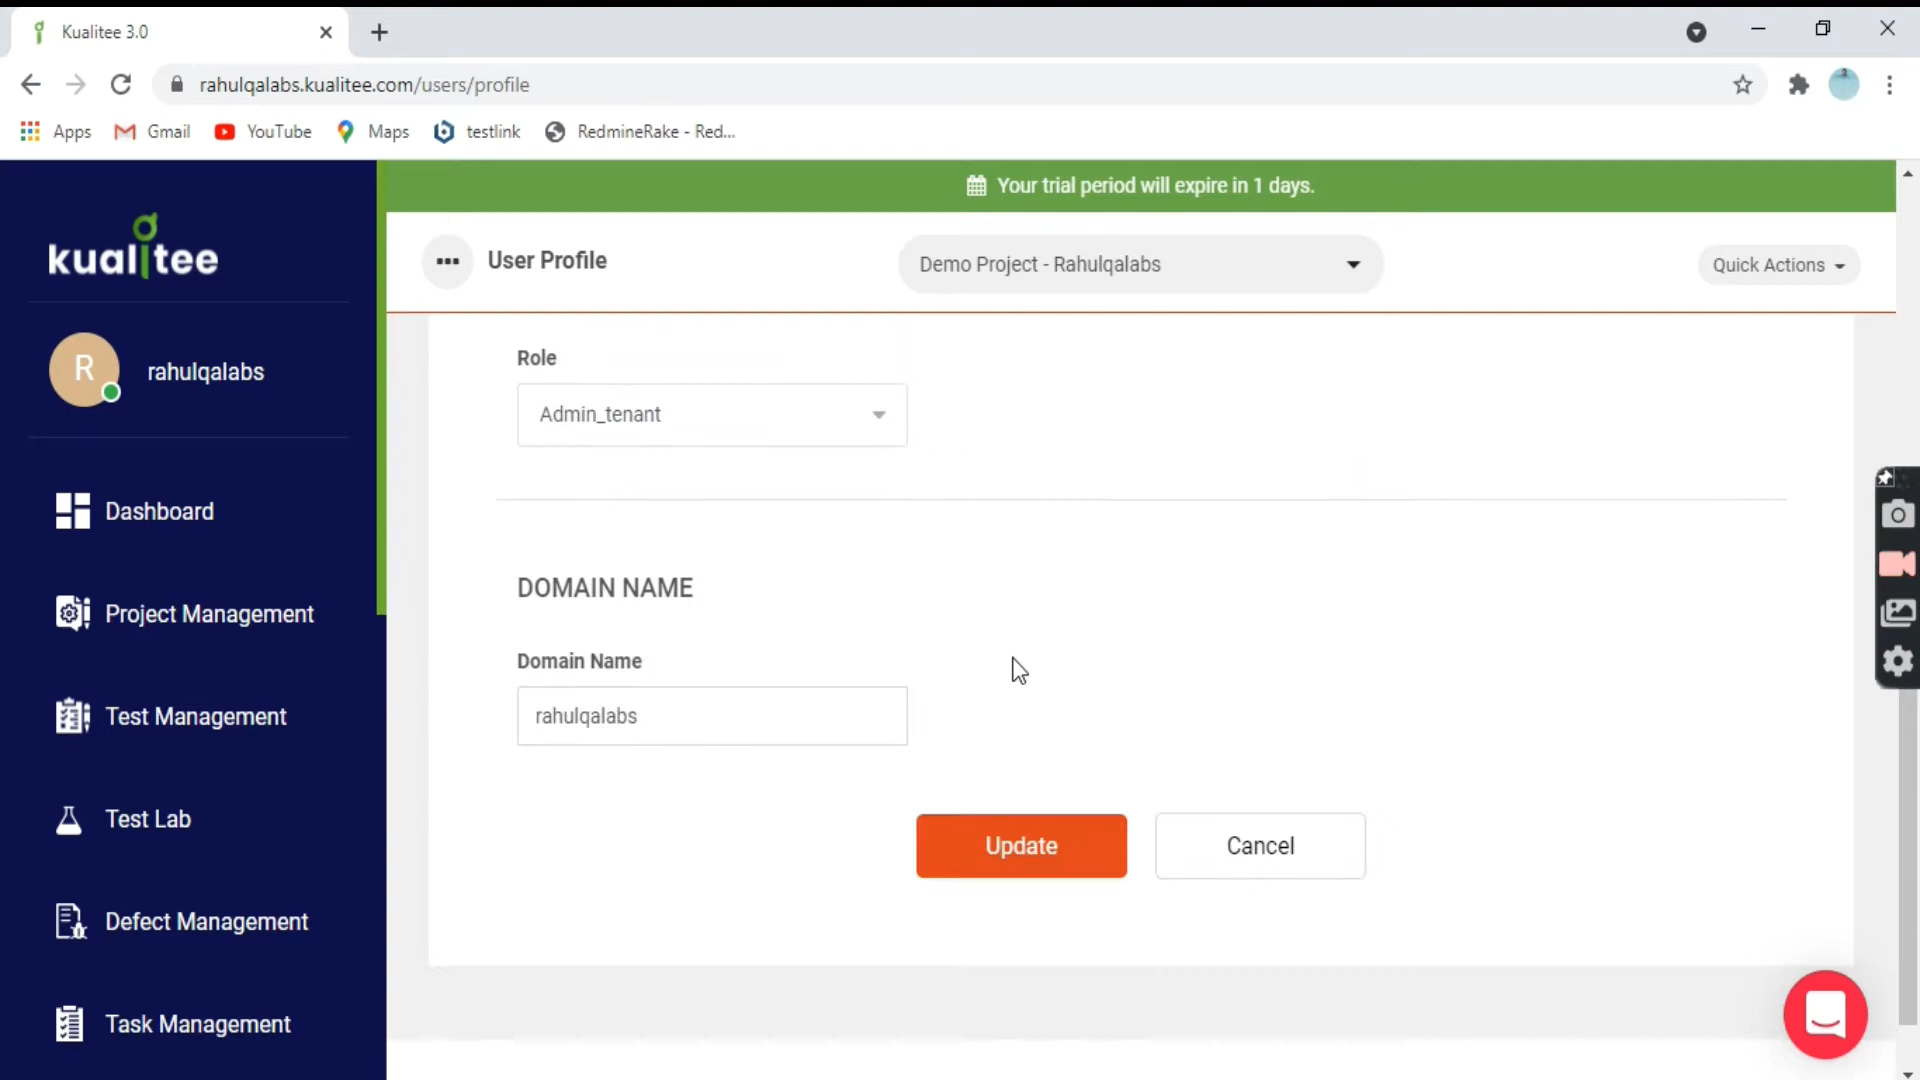 Kualitee 3.0
rahulqalabs.kualitee.com/users/profile
Apps
Gmail
YouTube
Maps
testlink
RedmineRake - Red...
Your trial period will expire in 1 days.
kualitee
User Profile
Demo Project - Rahulqalabs
Quick Actions
R
rahulqalabs
Role
Admin_tenant
Dashboard
Project Management
DOMAIN NAME
Domain Name
rahulqalabs
Test Management
Test Lab
Update
Cancel
Defect Management
Task Management